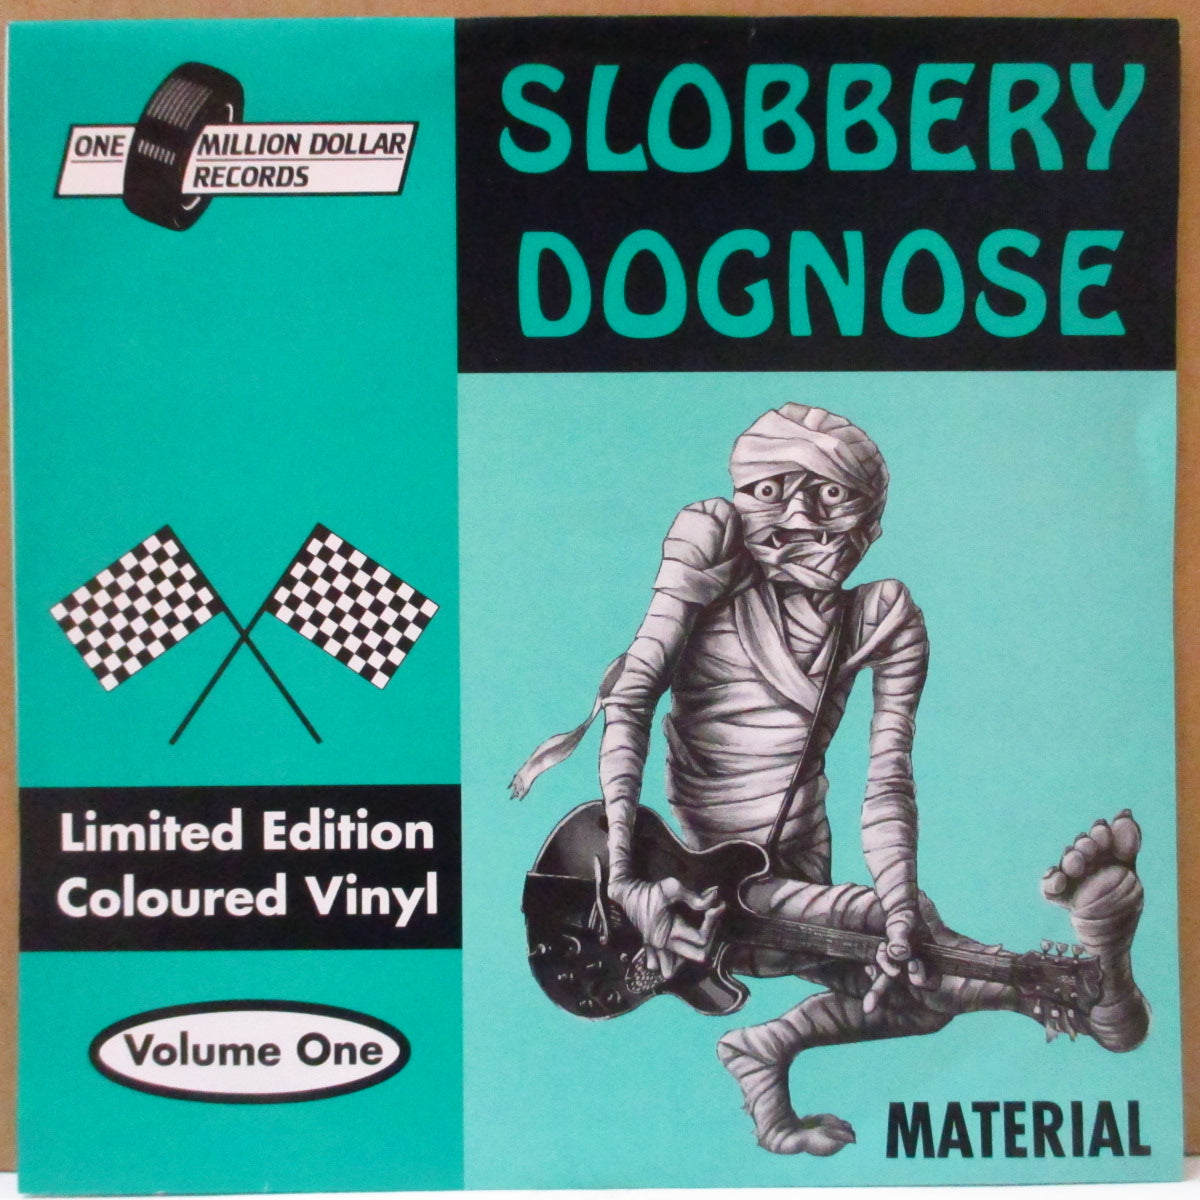 ONE MILLION DOLLAR
RECORDS
SLOBBERY
DOGNOSE
Limited Edition
Coloured Vinyl
Volume One
MATERIAL